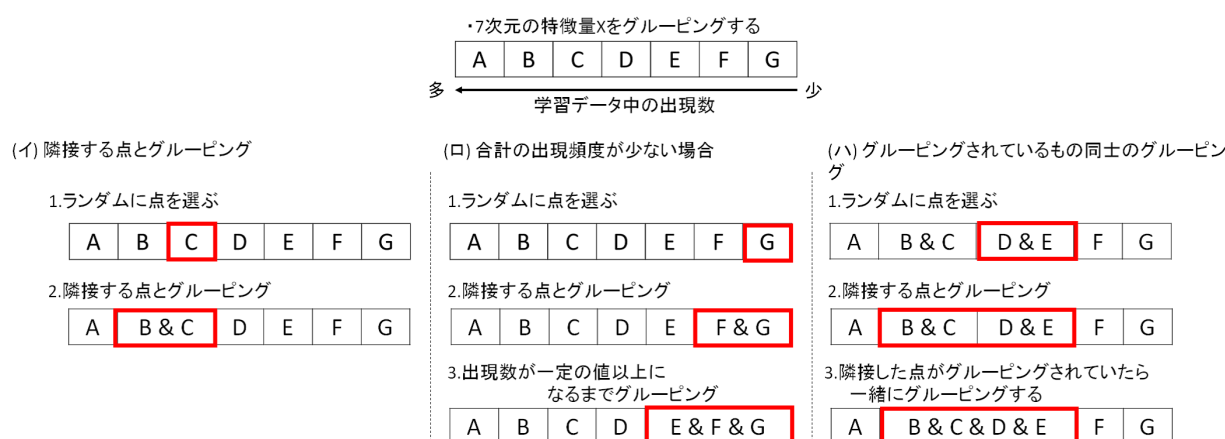 ・7次元の特徴量Xをグルーピングする
A B C D E F G
多 少
学習データ中の出現数
(イ) 隣接する点とグルーピング
1.ランダムに点を選ぶ
A B C D E F G
2.隣接する点とグルーピング
A B & C D E F G
(ロ) 合計の出現頻度が少ない場合
1.ランダムに点を選ぶ
A B C D E F G
2.隣接する点とグルーピング
A B C D E F & G
3.出現数が一定の値以上に
なるまでグルーピング
A B C D E & F & G
(ハ) グルーピングされているもの同士のグルーピン
グ
1.ランダムに点を選ぶ
A B & C D & E F G
2.隣接する点とグルーピング
A B & C D & E F G
3.隣接した点がグルーピングされていたら
一緒にグルーピングする
A B & C & D & E F G